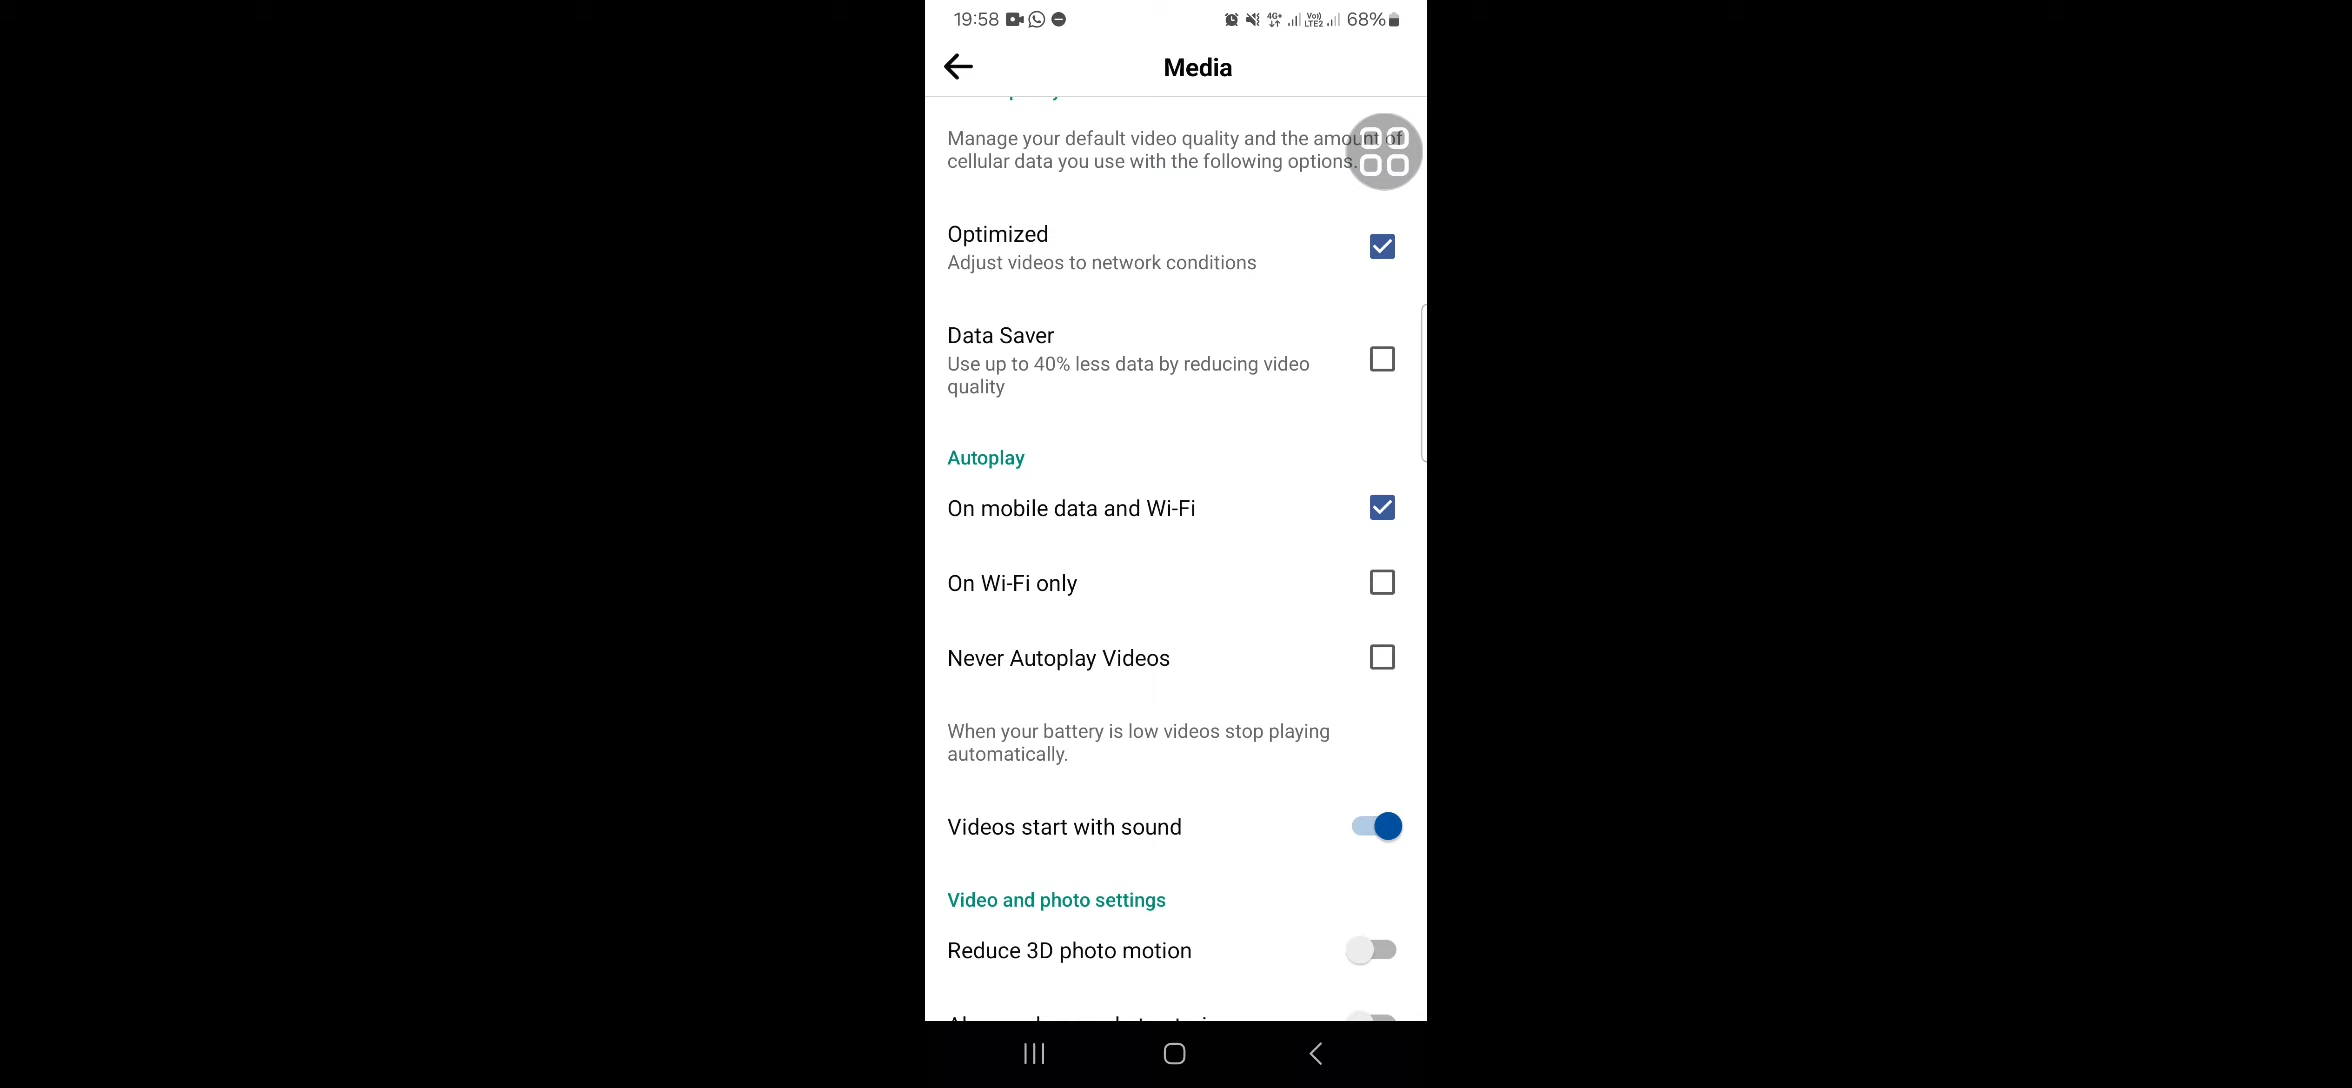 19:58
4G+ Vo)) LTE2 68%
Media
Manage your default video quality and the amount of
cellular data you use with the following options.
Optimized
Adjust videos to network conditions
Data Saver
Use up to 40% less data by reducing video
quality
Autoplay
On mobile data and Wi-Fi
On Wi-Fi only
Never Autoplay Videos
When your battery is low videos stop playing
automatically.
Videos start with sound
Video and photo settings
Reduce 3D photo motion